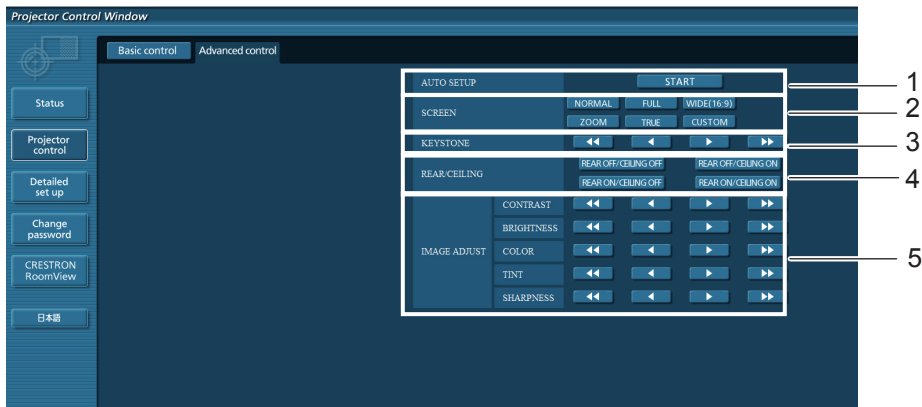 Projector Control Window
Basic control
Advanced control
Status
Projector
control
Detailed
set up
Change
password
CRESTRON
RoomView
日本語
AUTO SETUP START 1
SCREEN
NORMAL FULL WIDE(16:9)
ZOOM TRUE CUSTOM
2
KEYSTONE 3
REAR/CEILING
REAR OFF/CEILING OFF REAR OFF/CEILING ON
REAR ON/CEILING OFF REAR ON/CEILING ON
4
IMAGE ADJUST
CONTRAST
BRIGHTNESS
COLOR
TINT
SHARPNESS
5